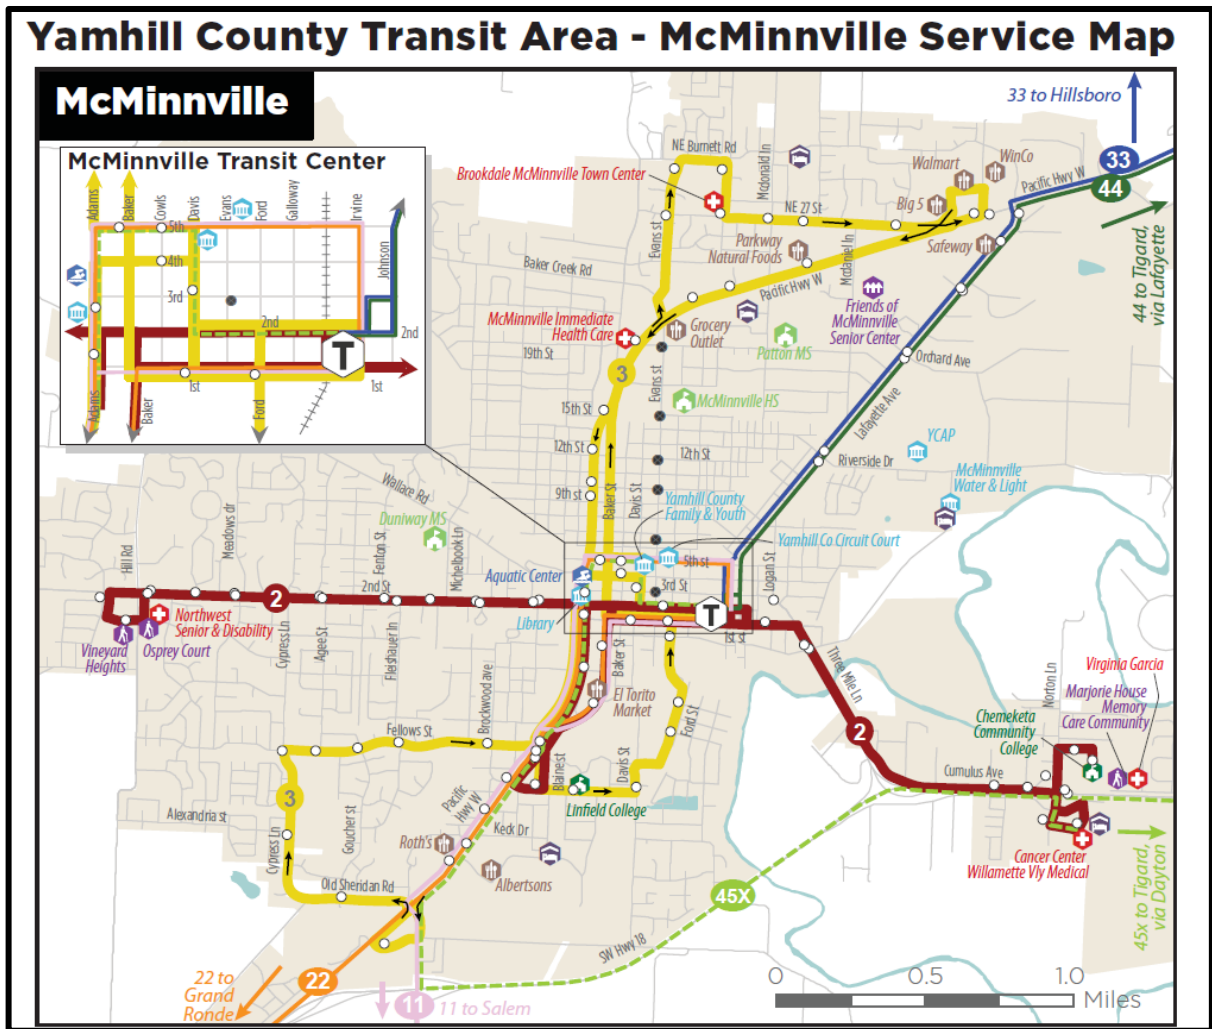 Yamhill County Transit Area - McMinnville Service Map
McMinnville
McMinnville Transit Center
Adams
Baker
Cowls
Davis
Evans
Ford
Galloway
Irvine
5th
4th
3rd
2nd
Johnson
2nd
T
1st
1st
Adams
Baker
Ford
33 to Hillsboro
33
44
Pacific Hwy W
44 to Tigard,
via Lafayette
NE Burnett Rd
Mcdonald ln
Walmart
WinCo
Brookdale McMinnville Town Center
Big 5
NE 27 St
Safeway
Evans st
Parkway
Natural Foods
Mcdaniel ln
Baker Creek Rd
Pacific Hwy W
Friends of
McMinnville
Senior Center
McMinnville Immediate
Health Care
Grocery
Outlet
Patton MS
19th St
Orchard Ave
3
Evans st
McMinnville HS
15th St
Lafayette Ave
12th St
12th St
YCAP
Riverside Dr
McMinnville
Water & Light
Wallace Rd
9th st
Baker St
Davis St
Yamhill County
Family & Youth
Duniway MS
Meadows dr
Yamhill Co Circuit Court
Hill Rd
Fenton St
Michelbook Ln
Aquatic Center
5th st
Logan St
2nd St
3rd St
2
T
Library
1st st
Northwest
Senior & Disability
Vineyard
Heights
Osprey Court
Cypress Ln
Agee St
Fleishauer ln
Baker St
Three Mile Ln
Virginia Garcia
Norton Ln
Marjorie House
Memory
Care Community
El Torito
Market
Brockwood ave
Chemeketa
Community
College
Fellows St
Ford St
2
Blainest
Davis St
Cumulus Ave
3
Linfield College
Pacific
Hwy W
Alexandria st
Goucher st
Keck Dr
Roth's
Cypress Ln
Cancer Center
Willamette Vly Medical
Albertsons
Old Sheridan Rd
45X
45x to Tigard,
via Dayton
SW Hwy 18
22 to
Grand
Ronde
22
11
11 to Salem
0
0.5
1.0
Miles